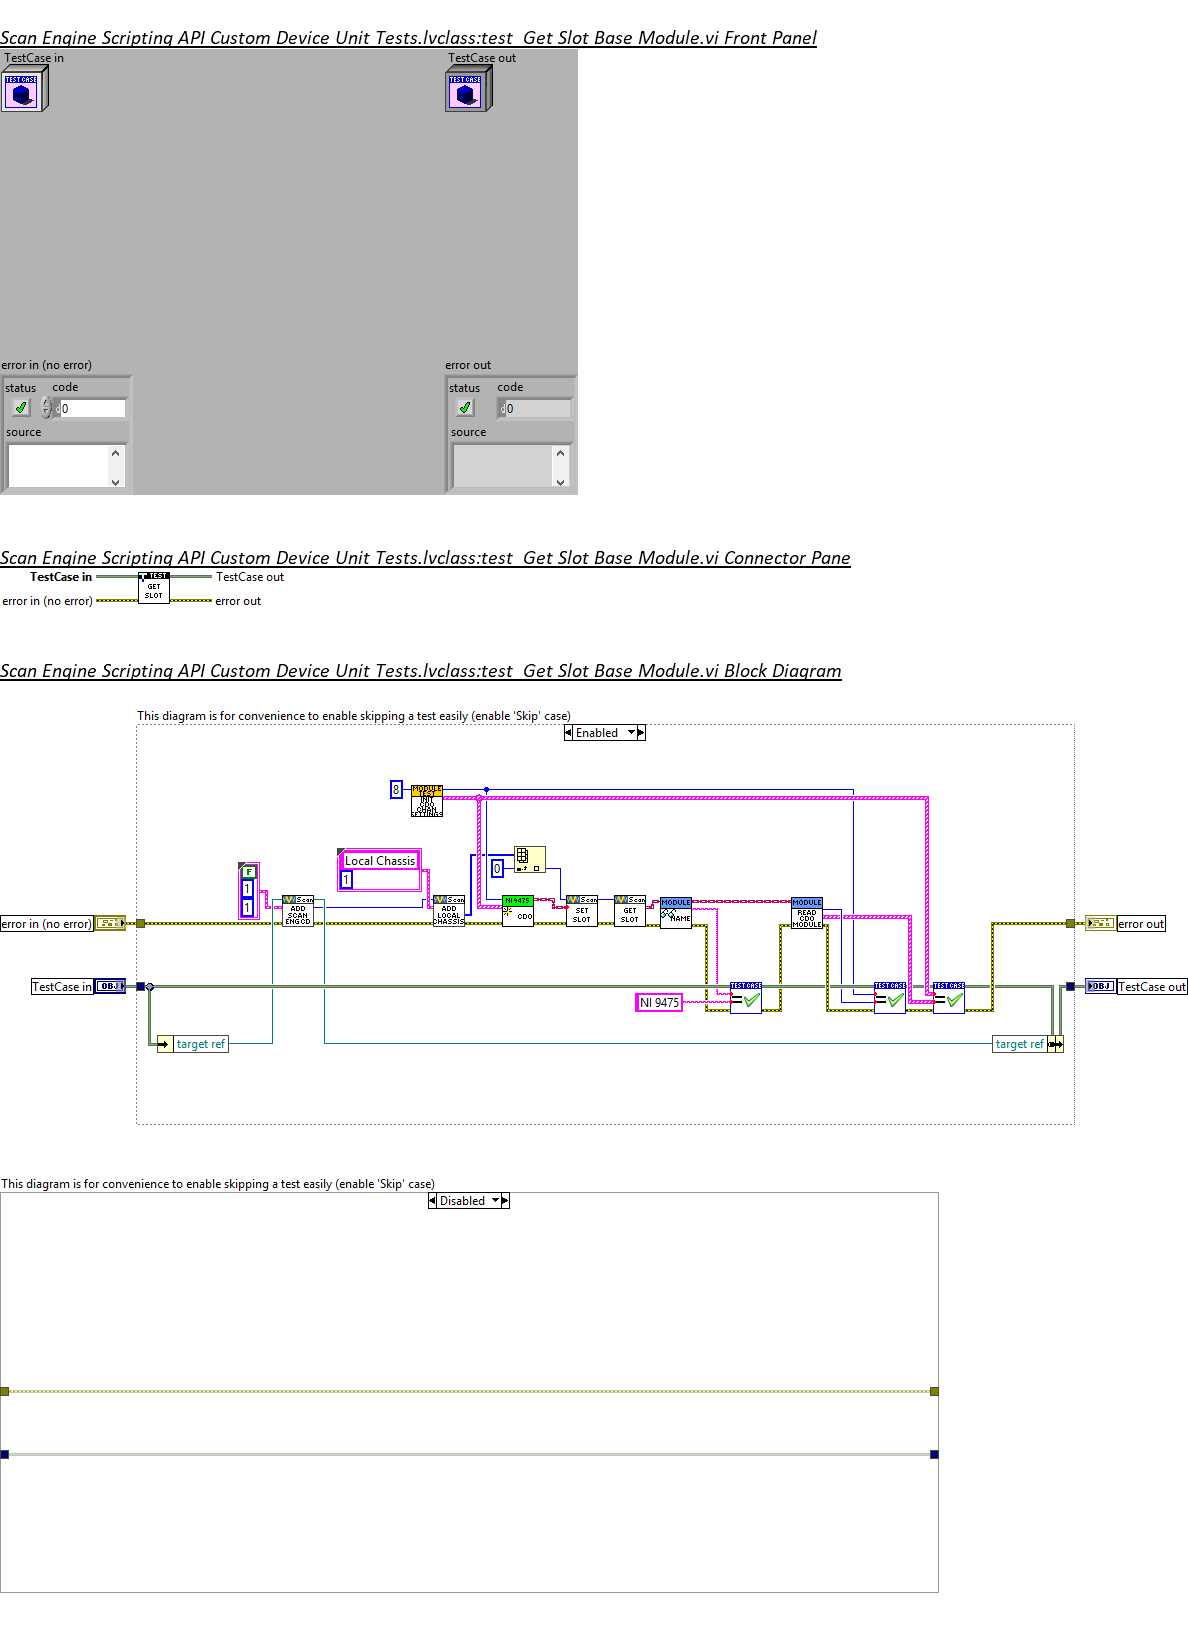 Scan Engine Scripting API Custom Device Unit Tests.lvclass:test_Get Slot Base Module.vi Front Panel
TestCase in
TestCase out
TEST CASE
TEST CASE
error in (no error)
error out
status
code
status
code
d0
d0
source
source
Scan Engine Scripting API Custom Device Unit Tests.lvclass:test_Get Slot Base Module.vi Connector Pane
TestCase in
TEST
GET
SLOT
TestCase out
error in (no error)
error out
Scan Engine Scripting API Custom Device Unit Tests.lvclass:test_Get Slot Base Module.vi Block Diagram
This diagram is for convenience to enable skipping a test easily (enable 'Skip' case)
Enabled
8
MODULE
TEST
INIT
CDO
CHAN
SETTINGS
Local Chassis
1
0
F
1
1
Scan
ADD
SCAN
ENG CD
Scan
ADD
LOCAL
CHASSIS
NI 9475
CDO
Scan
SET
SLOT
Scan
GET
SLOT
MODULE
NAME
MODULE
READ
CDO
MODULE
error in (no error)
error out
TestCase in
OBJ
TEST CASE
=
TEST CASE
=
TEST CASE
=
OBJ
TestCase out
NI 9475
target ref
target ref
This diagram is for convenience to enable skipping a test easily (enable 'Skip' case)
Disabled